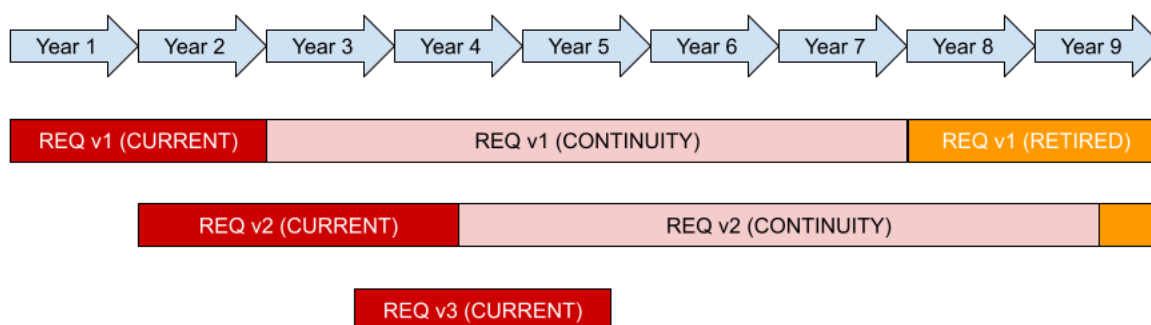 Year 1 Year 2 Year 3 Year 4 Year 5 Year 6 Year 7 Year 8 Year 9
REQ v1 (CURRENT) REQ v1 (CONTINUITY) REQ v1 (RETIRED)
REQ v2 (CURRENT) REQ v2 (CONTINUITY)
REQ v3 (CURRENT)